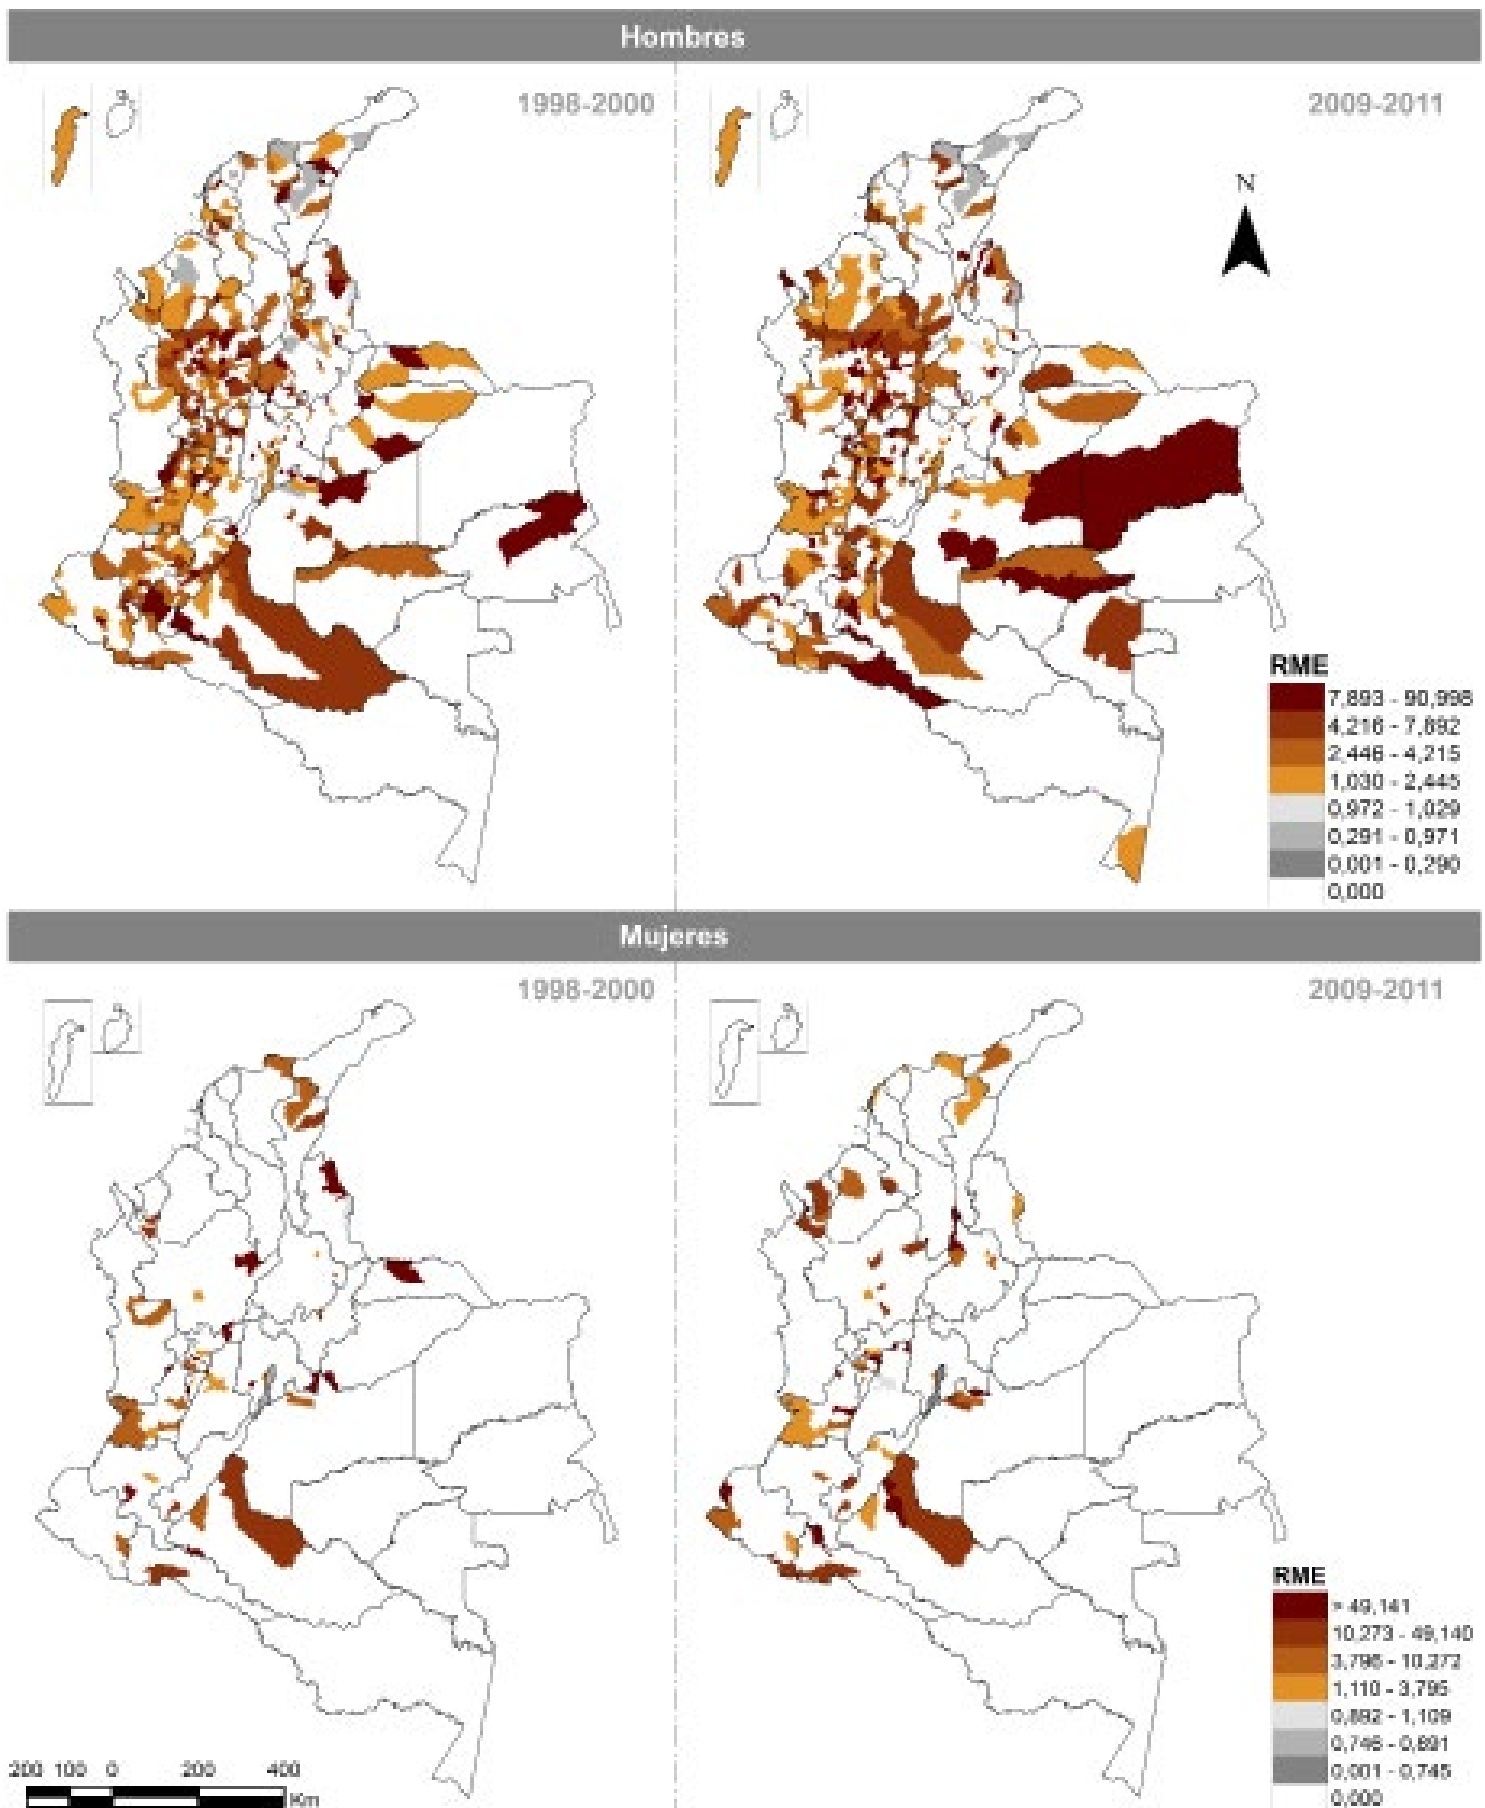 Hombres
1998-2000
2009-2011
N
RME
7,893 - 90,998
4,216 - 7,892
2,446 - 4,215
1,030 - 2,445
0,972 - 1,029
0,291 - 0,971
0,001 - 0,290
0,000
Mujeres
1998-2000
2009-2011
RME
> 49,141
10,273 - 49,140
3,796 - 10,272
1,110 - 3,795
0,892 - 1,109
0,746 - 0,891
0,001 - 0,745
0,000
200 100 0 200 400
Km